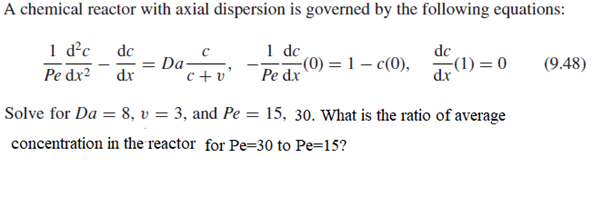 A chemical reactor with axial dispersion is governed by the following equations:
1/Pe d²c/dx² − dc/dx = Da c/(c + υ), −1/Pe dc/dx(0) = 1 − c(0), dc/dx(1) = 0 (9.48)
Solve for Da = 8, υ = 3, and Pe = 15, 30. What is the ratio of average
concentration in the reactor for Pe=30 to Pe=15?